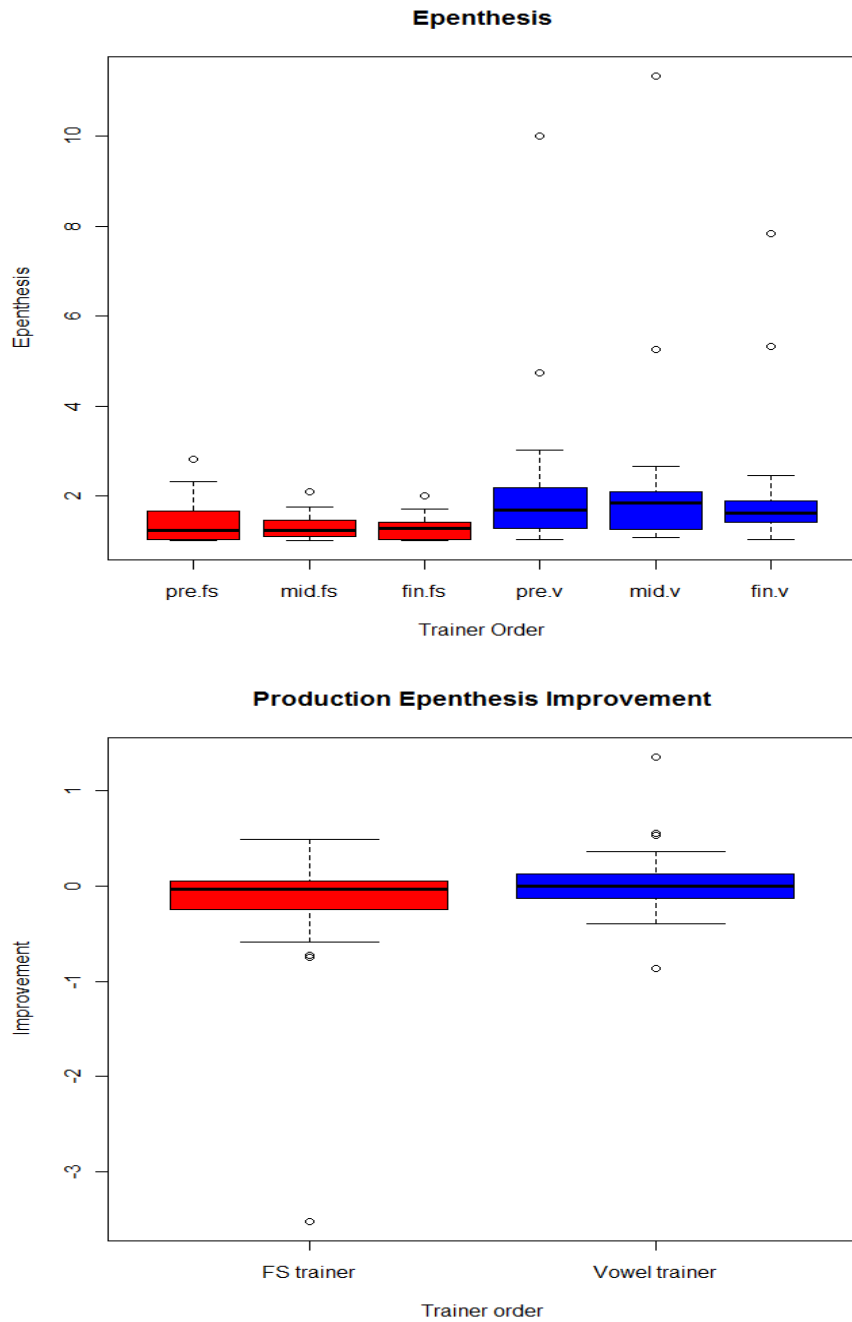 Epenthesis
Epenthesis
10
8
6
4
2
pre.fs mid.fs fin.fs pre.v mid.v fin.v
Trainer Order
Production Epenthesis Improvement
Improvement
1
0
-1
-2
-3
FS trainer Vowel trainer
Trainer order